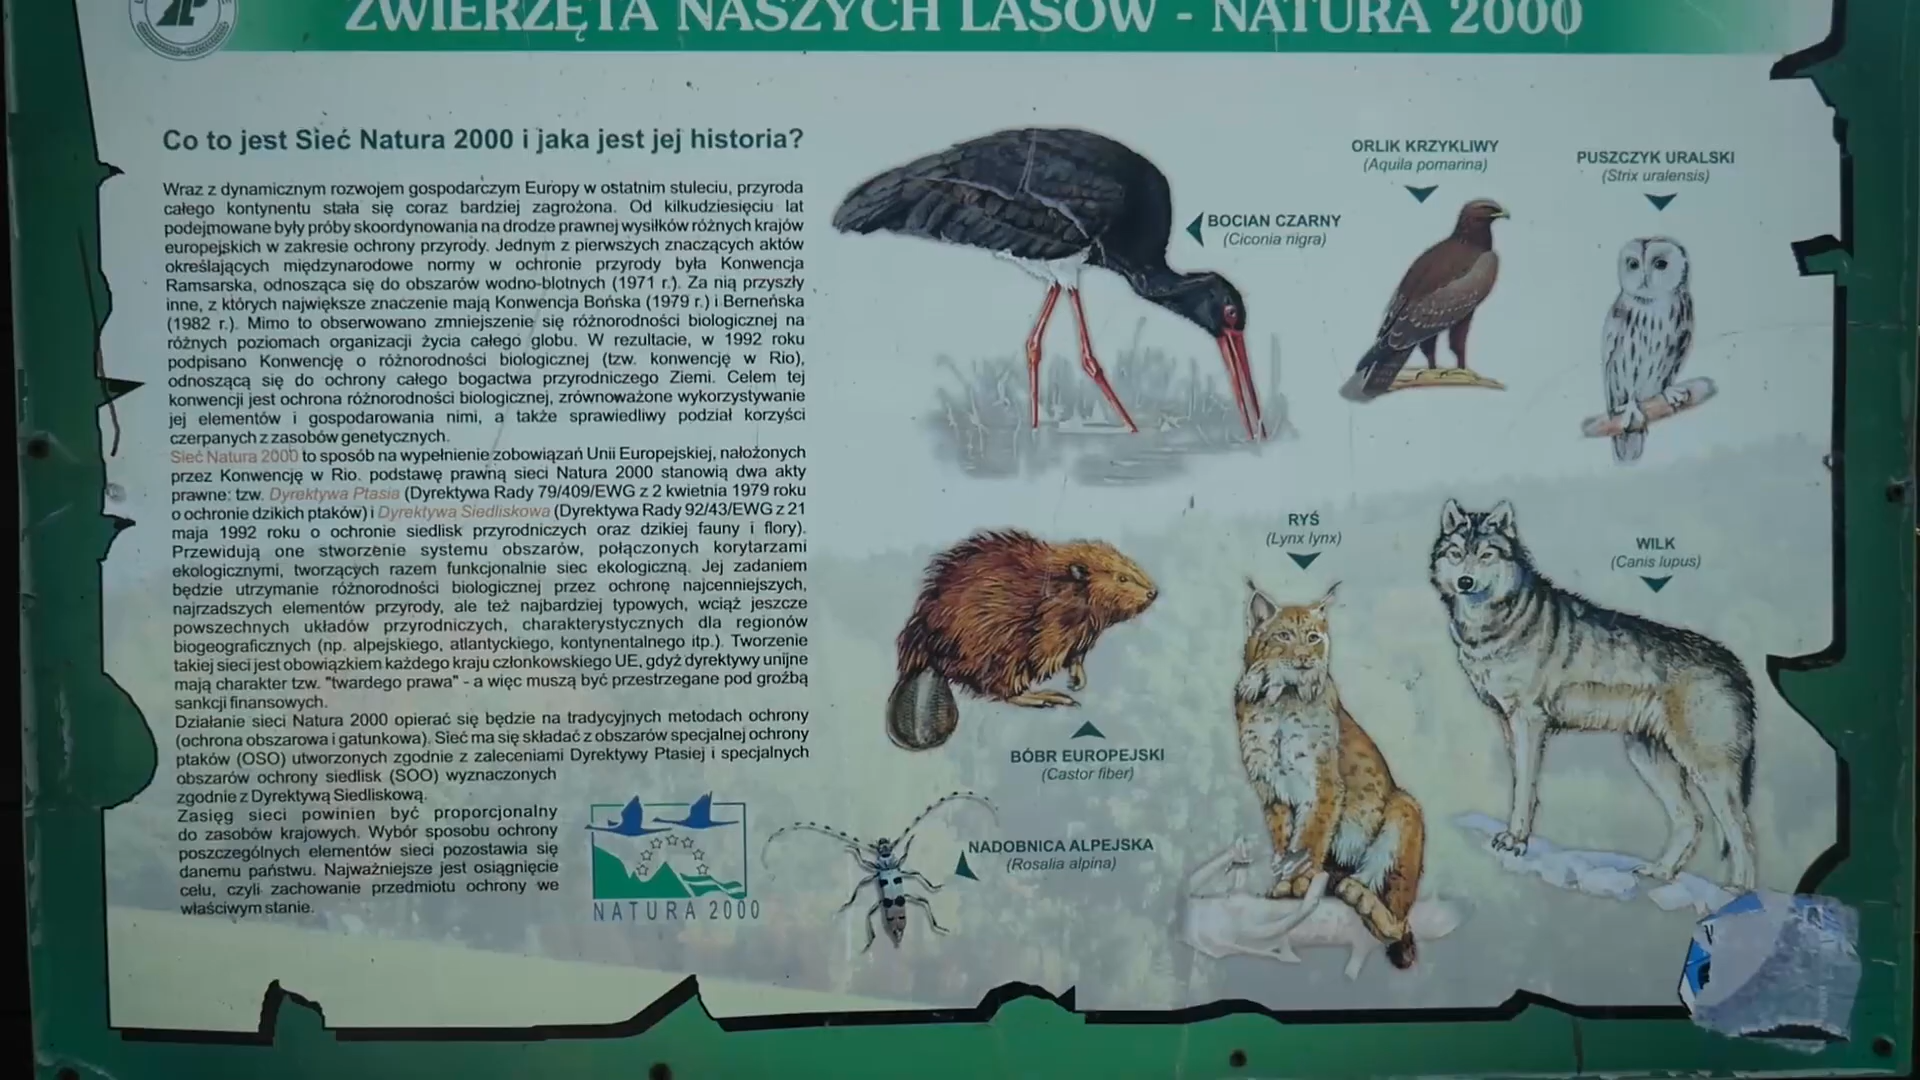 ZWIERZĘTA NASZYCH LASÓW - NATURA 2000
Co to jest Sieć Natura 2000 i jaka jest jej historia?
Wraz z dynamicznym rozwojem gospodarczym Europy w ostatnim stuleciu, przyroda
całego kontynentu stała się coraz bardziej zagrożona. Od kilkudziesięciu lat
podejmowane były próby skoordynowania na drodze prawnej wysiłków różnych krajów
europejskich w zakresie ochrony przyrody. Jednym z pierwszych znaczących aktów
określających międzynarodowe normy w ochronie przyrody była Konwencja
Ramsarska, odnosząca się do obszarów wodno-błotnych (1971 r.). Za nią przyszły
inne, z których największe znaczenie mają Konwencja Bońska (1979 r.) i Berneńska
(1982 r.). Mimo to obserwowano zmniejszenie się różnorodności biologicznej na
różnych poziomach organizacji życia całego globu. W rezultacie, w 1992 roku
podpisano Konwencję o różnorodności biologicznej (tzw. konwencję w Rio),
odnoszącą się do ochrony całego bogactwa przyrodniczego Ziemi. Celem tej
konwencji jest ochrona różnorodności biologicznej, zrównoważone wykorzystywanie
jej elementów i gospodarowania nimi, a także sprawiedliwy podział korzyści
czerpanych z zasobów genetycznych.
Sieć Natura 2000 to sposób na wypełnienie zobowiązań Unii Europejskiej, nałożonych
przez Konwencję w Rio. podstawę prawną sieci Natura 2000 stanowią dwa akty
prawne: tzw. Dyrektywa Ptasia (Dyrektywa Rady 79/409/EWG z 2 kwietnia 1979 roku
o ochronie dzikich ptaków) i Dyrektywa Siedliskowa (Dyrektywa Rady 92/43/EWG z 21
maja 1992 roku o ochronie siedlisk przyrodniczych oraz dzikiej fauny i flory).
Przewidują one stworzenie systemu obszarów, połączonych korytarzami
ekologicznymi, tworzących razem funkcjonalnie siec ekologiczną. Jej zadaniem
będzie utrzymanie różnorodności biologicznej przez ochronę najcenniejszych,
najrzadszych elementów przyrody, ale też najbardziej typowych, wciąż jeszcze
powszechnych układów przyrodniczych, charakterystycznych dla regionów
biogeograficznych (np. alpejskiego, atlantyckiego, kontynentalnego itp.). Tworzenie
takiej sieci jest obowiązkiem każdego kraju członkowskiego UE, gdyż dyrektywy unijne
mają charakter tzw. "twardego prawa" - a więc muszą być przestrzegane pod groźbą
sankcji finansowych.
Działanie sieci Natura 2000 opierać się będzie na tradycyjnych metodach ochrony
(ochrona obszarowa i gatunkowa). Sieć ma się składać z obszarów specjalnej ochrony
ptaków (OSO) utworzonych zgodnie z zaleceniami Dyrektywy Ptasiej i specjalnych
obszarów ochrony siedlisk (SOO) wyznaczonych
zgodnie z Dyrektywą Siedliskową.
Zasięg sieci powinien być proporcjonalny
do zasobów krajowych. Wybór sposobu ochrony
poszczególnych elementów sieci pozostawia się
danemu państwu. Najważniejsze jest osiągnięcie
celu, czyli zachowanie przedmiotu ochrony we
właściwym stanie.
NATURA 2000
BOCIAN CZARNY
(Ciconia nigra)
ORLIK KRZYKLIWY
(Aquila pomarina)
PUSZCZYK URALSKI
(Strix uralensis)
BÓBR EUROPEJSKI
(Castor fiber)
RYŚ
(Lynx lynx)
WILK
(Canis lupus)
NADOBNICA ALPEJSKA
(Rosalia alpina)